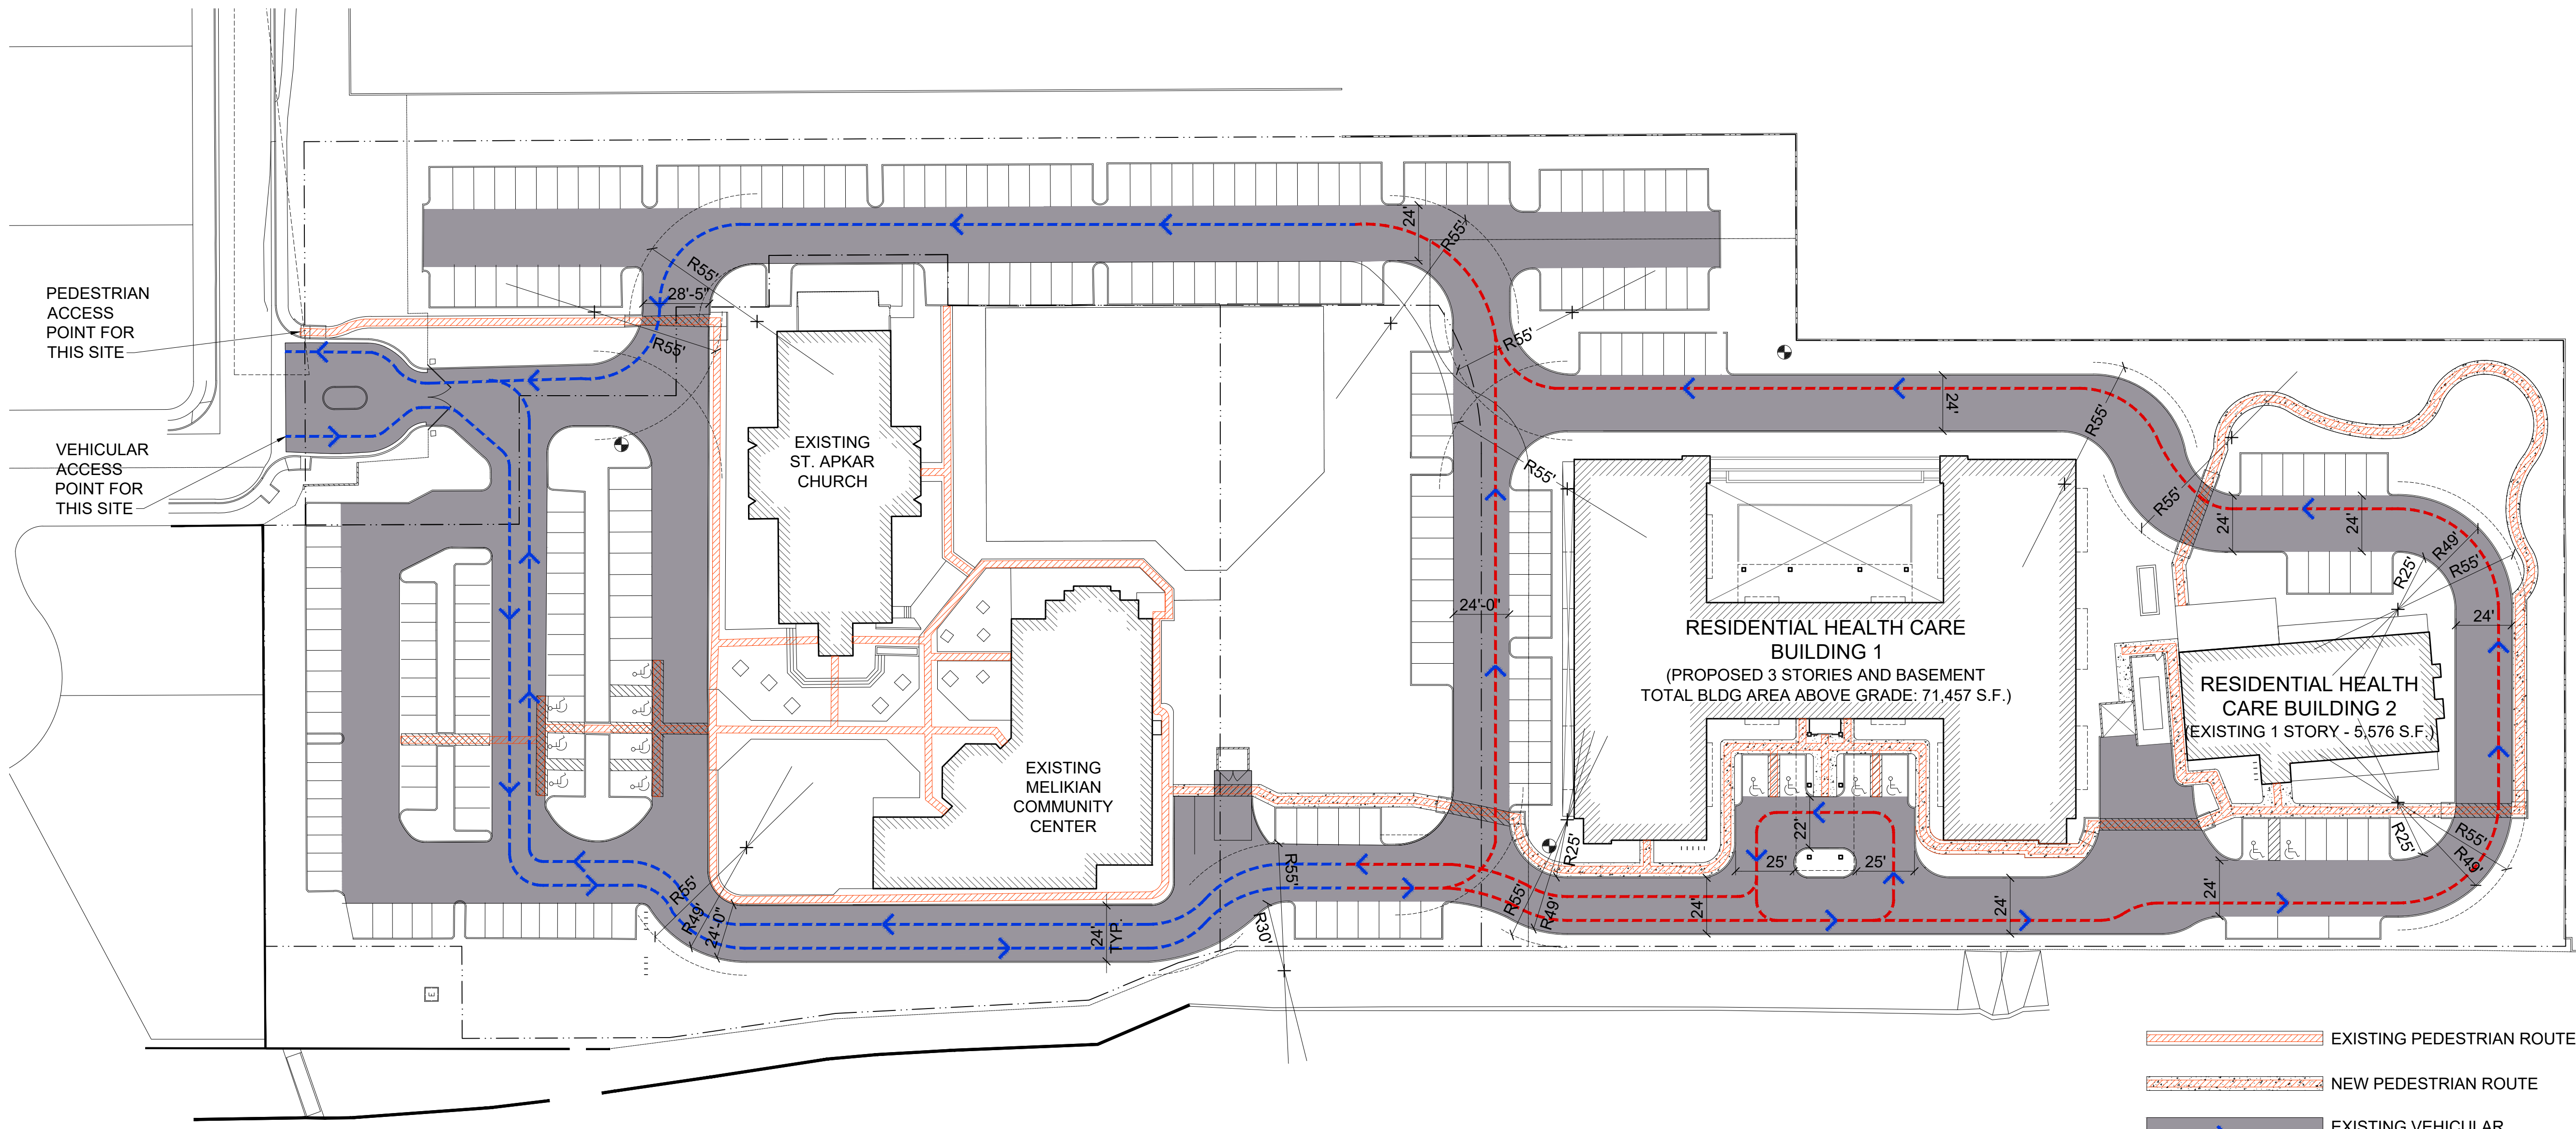 24'
R55'
R55'
28'-5"
R55'
R55'
PEDESTRIAN
ACCESS
POINT FOR
THIS SITE
24'
R55'
R55'
VEHICULAR
ACCESS
POINT FOR
THIS SITE
EXISTING
ST. APKAR
CHURCH
R55'
24'
24'
R49'
R55'
R25'
24'-0"
24'
RESIDENTIAL HEALTH CARE
BUILDING 1
(PROPOSED 3 STORIES AND BASEMENT
TOTAL BLDG AREA ABOVE GRADE: 71,457 S.F.)
RESIDENTIAL HEALTH
CARE BUILDING 2
(EXISTING 1 STORY - 5,576 S.F.)
EXISTING
MELIKIAN
COMMUNITY
CENTER
22'
25'
25'
R25'
R25'
R55'
R49'
R55'
R55'
R49'
24'-0"
24'
TYP.
R30'
R55'
R49'
24'
24'
24'
E
EXISTING PEDESTRIAN ROUTE
NEW PEDESTRIAN ROUTE
EXISTING VEHICULAR